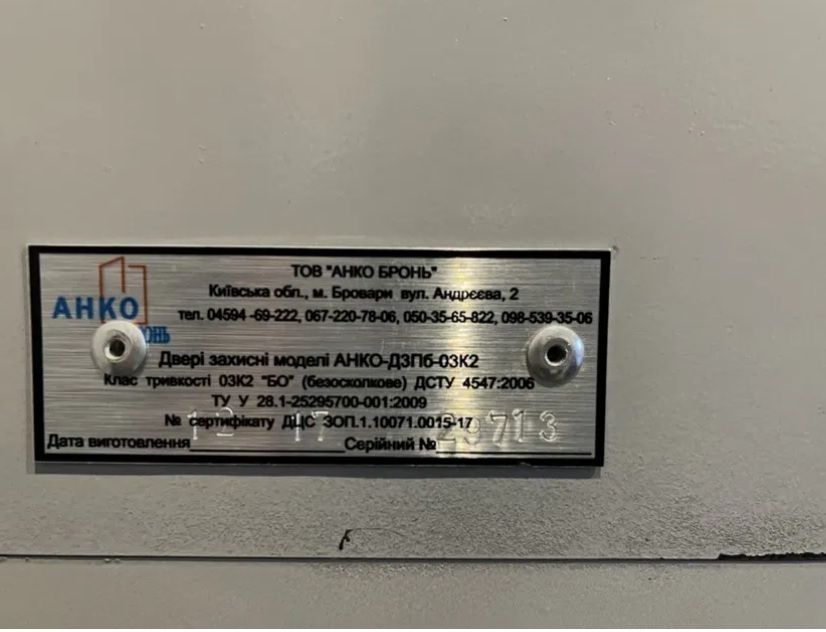 ТОВ "АНКО БРОНЬ"
Київська обл., м. Бровари вул. Андрєєва, 2
АНКО
тел. 04594 -69-222, 067-220-78-06, 050-35-65-822, 098-539-35-06
Двері захисні моделі АНКО-ДЗПб-03К2
Клас тривкості 03К2 "БО" (безосколкове) ДСТУ 4547:2006
ТУ У 28.1-25295700-001:2009
№ сертифікату ДЦС ЗОП.1.10071.0015-17
Дата виготовлення 12 17 Серійний №